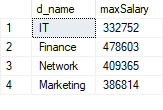 d_name maxSalary
1 IT 332752
2 Finance 478603
3 Network 409365
4 Marketing 386814